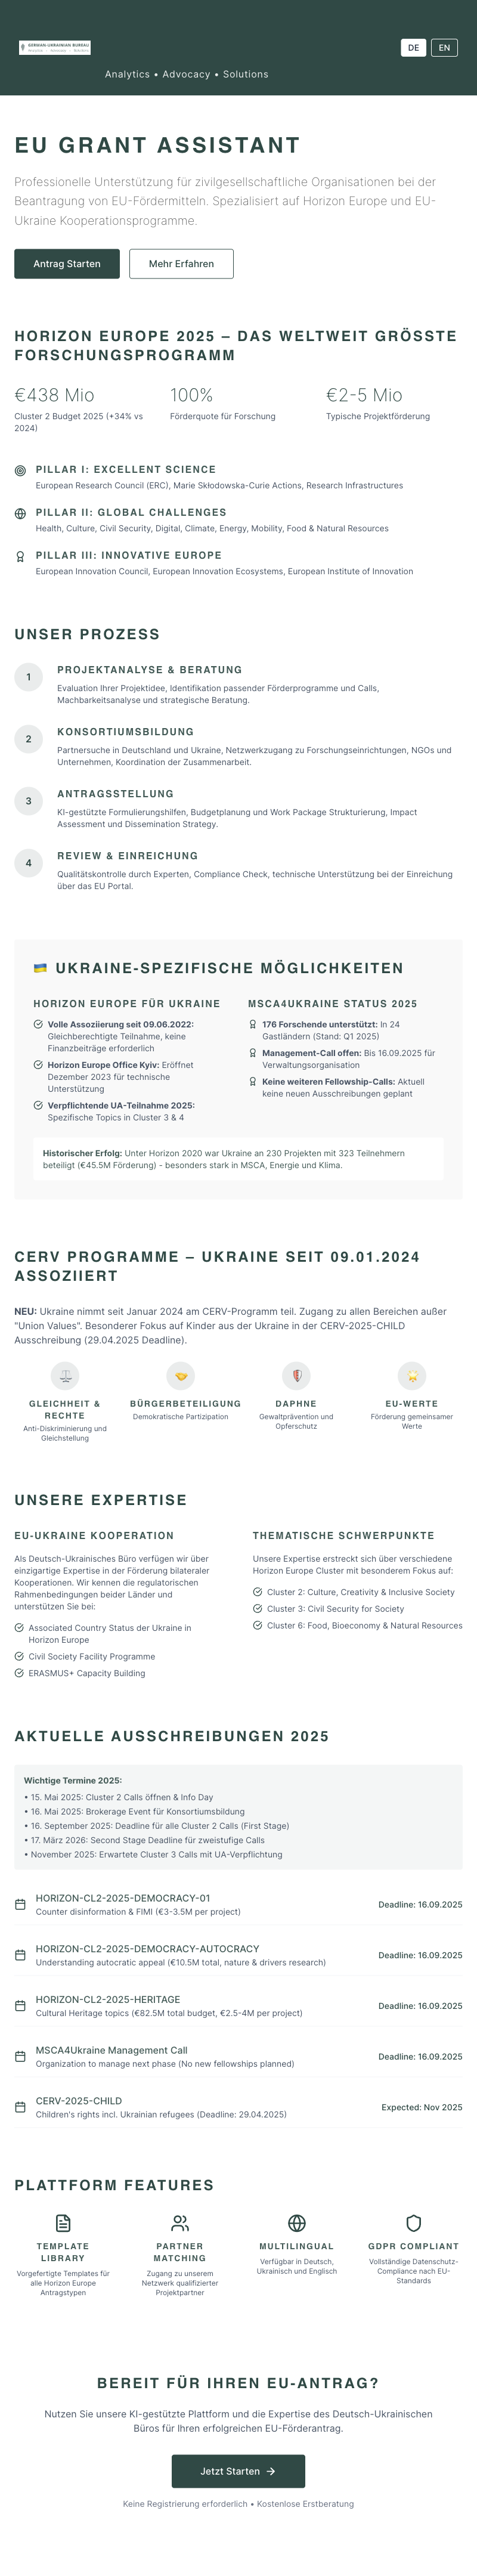 GERMAN-UKRAINIAN BUREAU
DE
EN
Analytics • Advocacy • Solutions
EU GRANT ASSISTANT
Professionelle Unterstützung für zivilgesellschaftliche Organisationen bei der
Beantragung von EU-Fördermitteln. Spezialisiert auf Horizon Europe und EU-
Ukraine Kooperationsprogramme.
Antrag Starten
Mehr Erfahren
HORIZON EUROPE 2025 – DAS WELTWEIT GRÖSSTE
FORSCHUNGSPROGRAMM
€438 Mio
Cluster 2 Budget 2025 (+34% vs
2024)
100%
Förderquote für Forschung
€2-5 Mio
Typische Projektförderung
PILLAR I: EXCELLENT SCIENCE
European Research Council (ERC), Marie Skłodowska-Curie Actions, Research Infrastructures
PILLAR II: GLOBAL CHALLENGES
Health, Culture, Civil Security, Digital, Climate, Energy, Mobility, Food & Natural Resources
PILLAR III: INNOVATIVE EUROPE
European Innovation Council, European Innovation Ecosystems, European Institute of Innovation
UNSER PROZESS
1
PROJEKTANALYSE & BERATUNG
Evaluation Ihrer Projektidee, Identifikation passender Förderprogramme und Calls,
Machbarkeitsanalyse und strategische Beratung.
2
KONSORTIUMSBILDUNG
Partnersuche in Deutschland und Ukraine, Netzwerkzugang zu Forschungseinrichtungen, NGOs und
Unternehmen, Koordination der Zusammenarbeit.
3
ANTRAGSSTELLUNG
KI-gestützte Formulierungshilfen, Budgetplanung und Work Package Strukturierung, Impact
Assessment und Dissemination Strategy.
4
REVIEW & EINREICHUNG
Qualitätskontrolle durch Experten, Compliance Check, technische Unterstützung bei der Einreichung
über das EU Portal.
UKRAINE-SPEZIFISCHE MÖGLICHKEITEN
HORIZON EUROPE FÜR UKRAINE
Volle Assoziierung seit 09.06.2022:
Gleichberechtigte Teilnahme, keine
Finanzbeiträge erforderlich
Horizon Europe Office Kyiv: Eröffnet
Dezember 2023 für technische
Unterstützung
Verpflichtende UA-Teilnahme 2025:
Spezifische Topics in Cluster 3 & 4
MSCA4UKRAINE STATUS 2025
176 Forschende unterstützt: In 24
Gastländern (Stand: Q1 2025)
Management-Call offen: Bis 16.09.2025 für
Verwaltungsorganisation
Keine weiteren Fellowship-Calls: Aktuell
keine neuen Ausschreibungen geplant
Historischer Erfolg: Unter Horizon 2020 war Ukraine an 230 Projekten mit 323 Teilnehmern
beteiligt (€45.5M Förderung) - besonders stark in MSCA, Energie und Klima.
CERV PROGRAMME – UKRAINE SEIT 09.01.2024
ASSOZIIERT
NEU: Ukraine nimmt seit Januar 2024 am CERV-Programm teil. Zugang zu allen Bereichen außer
"Union Values". Besonderer Fokus auf Kinder aus der Ukraine in der CERV-2025-CHILD
Ausschreibung (29.04.2025 Deadline).
GLEICHHEIT &
RECHTE
Anti-Diskriminierung und
Gleichstellung
BÜRGERBETEILIGUNG
Demokratische Partizipation
DAPHNE
Gewaltprävention und
Opferschutz
EU-WERTE
Förderung gemeinsamer
Werte
UNSERE EXPERTISE
EU-UKRAINE KOOPERATION
Als Deutsch-Ukrainisches Büro verfügen wir über
einzigartige Expertise in der Förderung bilateraler
Kooperationen. Wir kennen die regulatorischen
Rahmenbedingungen beider Länder und
unterstützen Sie bei:
Associated Country Status der Ukraine in
Horizon Europe
Civil Society Facility Programme
ERASMUS+ Capacity Building
THEMATISCHE SCHWERPUNKTE
Unsere Expertise erstreckt sich über verschiedene
Horizon Europe Cluster mit besonderem Fokus auf:
Cluster 2: Culture, Creativity & Inclusive Society
Cluster 3: Civil Security for Society
Cluster 6: Food, Bioeconomy & Natural Resources
AKTUELLE AUSSCHREIBUNGEN 2025
Wichtige Termine 2025:
• 15. Mai 2025: Cluster 2 Calls öffnen & Info Day
• 16. Mai 2025: Brokerage Event für Konsortiumsbildung
• 16. September 2025: Deadline für alle Cluster 2 Calls (First Stage)
• 17. März 2026: Second Stage Deadline für zweistufige Calls
• November 2025: Erwartete Cluster 3 Calls mit UA-Verpflichtung
HORIZON-CL2-2025-DEMOCRACY-01
Counter disinformation & FIMI (€3-3.5M per project)
Deadline: 16.09.2025
HORIZON-CL2-2025-DEMOCRACY-AUTOCRACY
Understanding autocratic appeal (€10.5M total, nature & drivers research)
Deadline: 16.09.2025
HORIZON-CL2-2025-HERITAGE
Cultural Heritage topics (€82.5M total budget, €2.5-4M per project)
Deadline: 16.09.2025
MSCA4Ukraine Management Call
Organization to manage next phase (No new fellowships planned)
Deadline: 16.09.2025
CERV-2025-CHILD
Children's rights incl. Ukrainian refugees (Deadline: 29.04.2025)
Expected: Nov 2025
PLATTFORM FEATURES
TEMPLATE
LIBRARY
Vorgefertigte Templates für
alle Horizon Europe
Antragstypen
PARTNER
MATCHING
Zugang zu unserem
Netzwerk qualifizierter
Projektpartner
MULTILINGUAL
Verfügbar in Deutsch,
Ukrainisch und Englisch
GDPR COMPLIANT
Vollständige Datenschutz-
Compliance nach EU-
Standards
BEREIT FÜR IHREN EU-ANTRAG?
Nutzen Sie unsere KI-gestützte Plattform und die Expertise des Deutsch-Ukrainischen
Büros für Ihren erfolgreichen EU-Förderantrag.
Jetzt Starten
Keine Registrierung erforderlich • Kostenlose Erstberatung